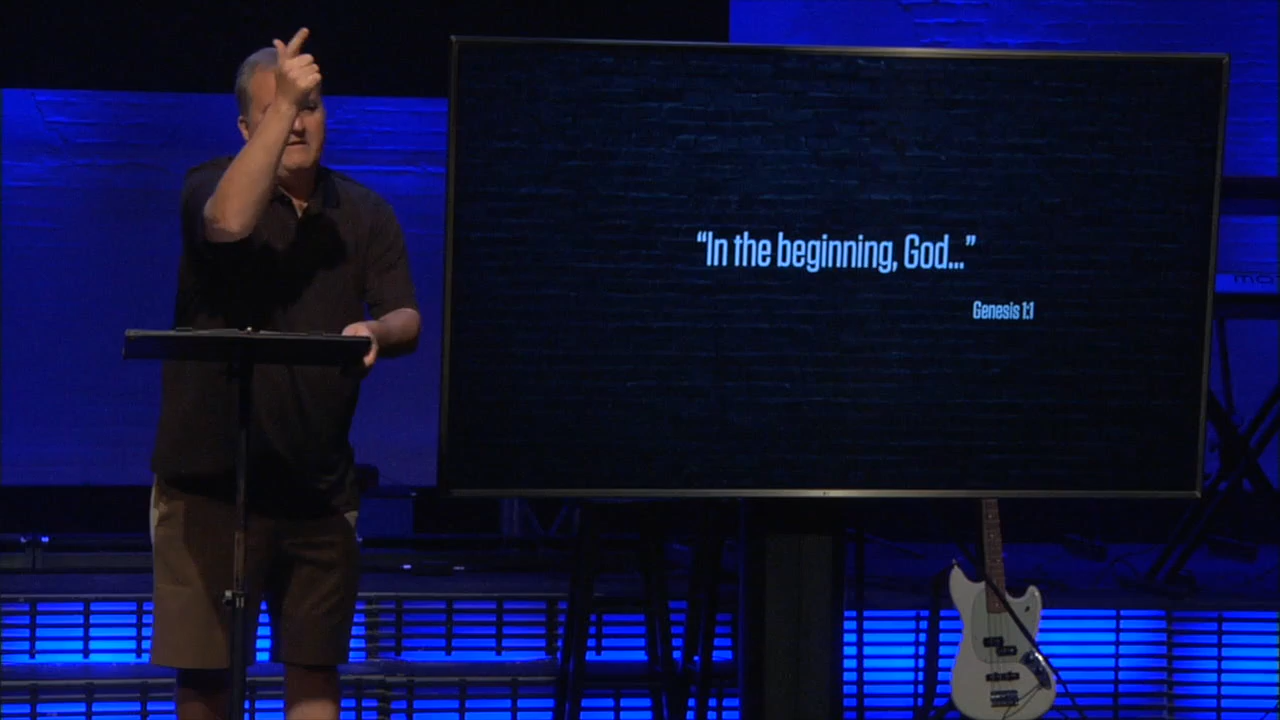 “In the beginning, God...”
Genesis 1:1